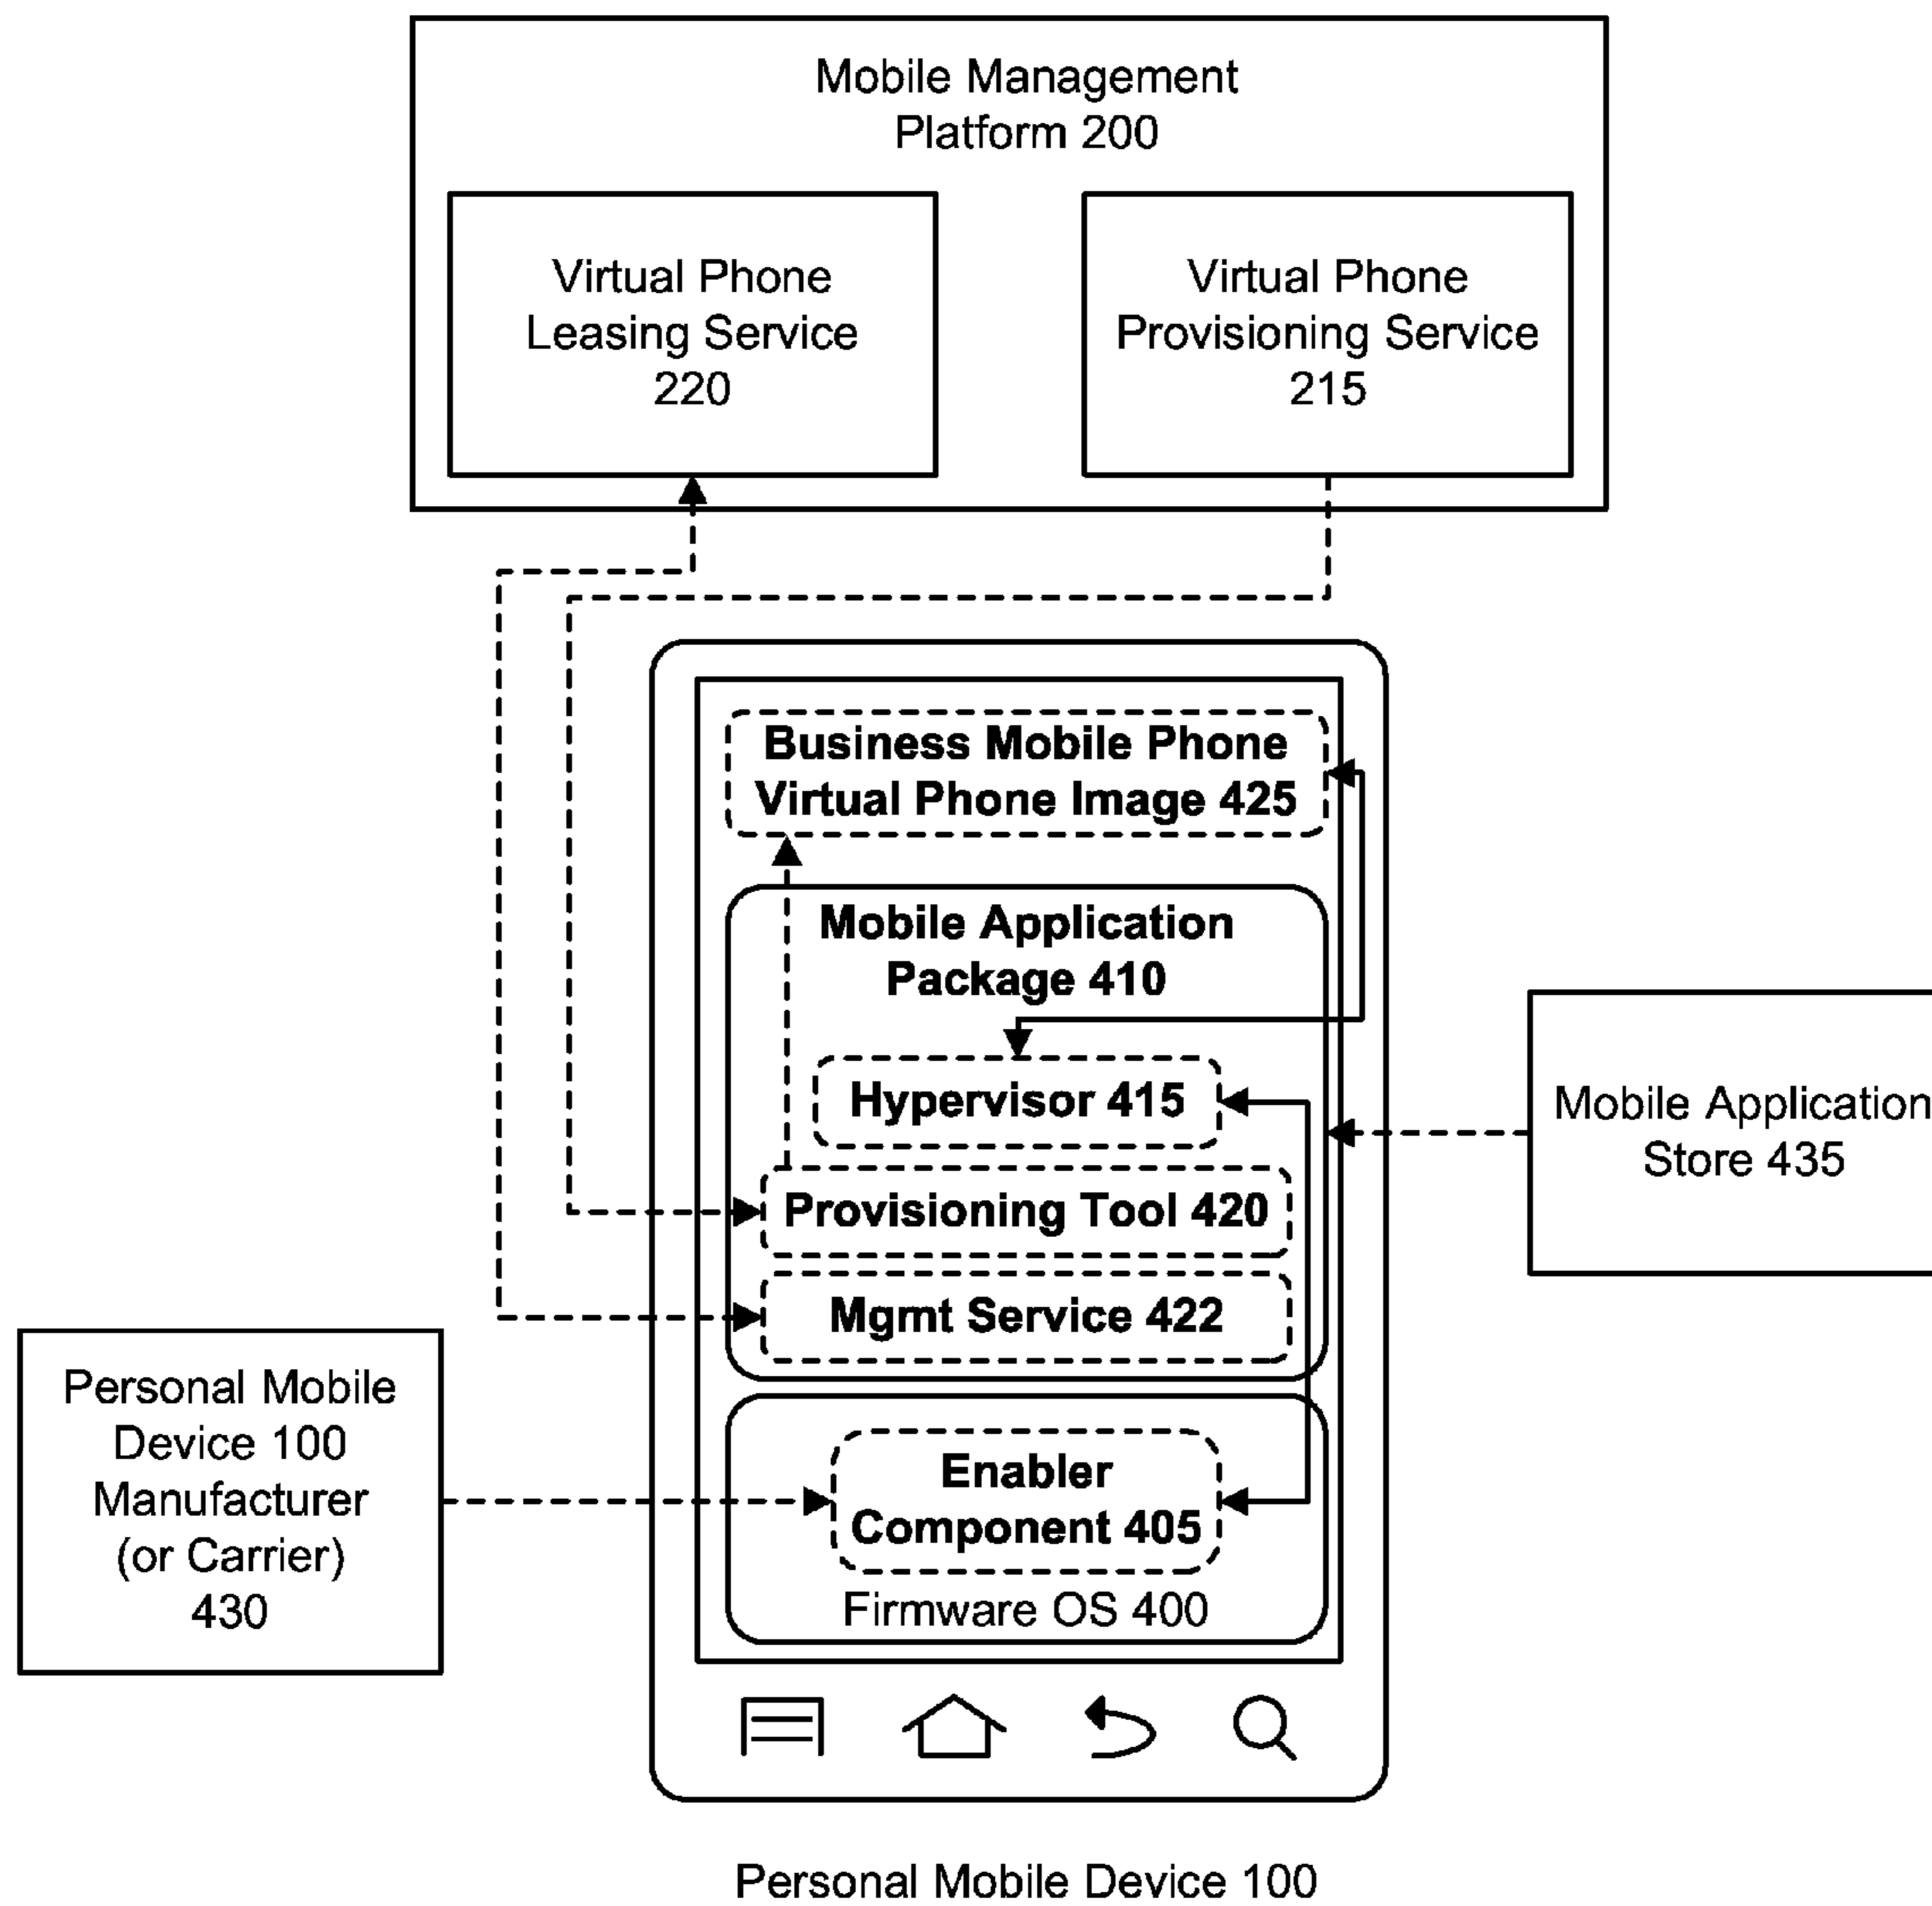 Mobile Management
Platform 200
Virtual Phone
Leasing Service
220
Virtual Phone
Provisioning Service
215
Business Mobile Phone
Virtual Phone Image 425
Mobile Application
Package 410
Hypervisor 415
Provisioning Tool 420
Mgmt Service 422
Mobile Application
Store 435
Personal Mobile
Device 100
Manufacturer
(or Carrier)
430
Enabler
Component 405
Firmware OS 400
Personal Mobile Device 100